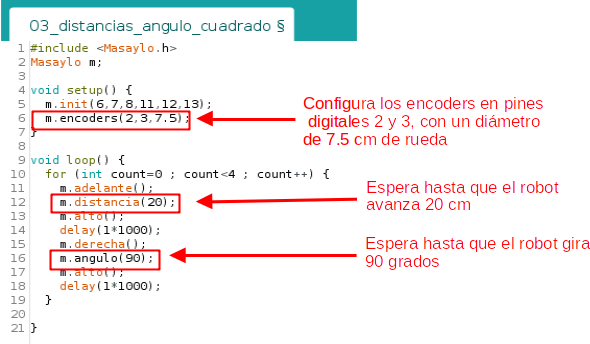 03_distancias_angulo_cuadrado §
1 #include <Masaylo.h>
2 Masaylo m;
3
4 void setup() {
5 m.init(6,7,8,11,12,13);
6 m.encoders(2,3,7.5);
7 }
8
9 void loop() {
10 for (int count=0 ; count<4 ; count++) {
11 m.adelante();
12 m.distancia(20);
13 m.alto();
14 delay(1*1000);
15 m.derecha();
16 m.angulo(90);
17 m.alto();
18 delay(1*1000);
19 }
20
21 }
Configura los encoders en pines
digitales 2 y 3, con un diámetro
de 7.5 cm de rueda
Espera hasta que el robot
avanza 20 cm
Espera hasta que el robot gira
90 grados